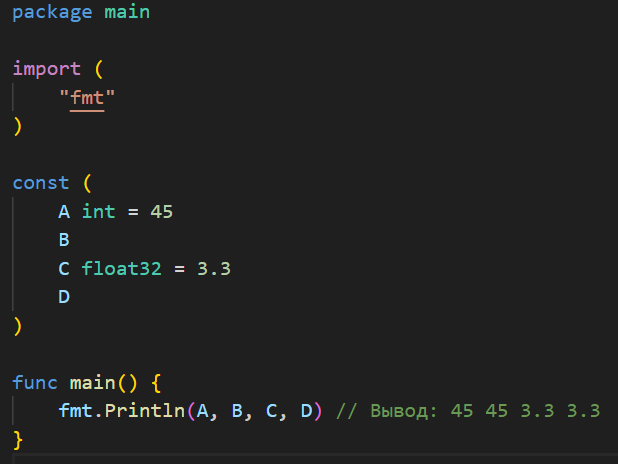 package main
import (
"fmt"
)
const (
A int = 45
B
C float32 = 3.3
D
)
func main() {
fmt.Println(A, B, C, D) // Вывод: 45 45 3.3 3.3
}